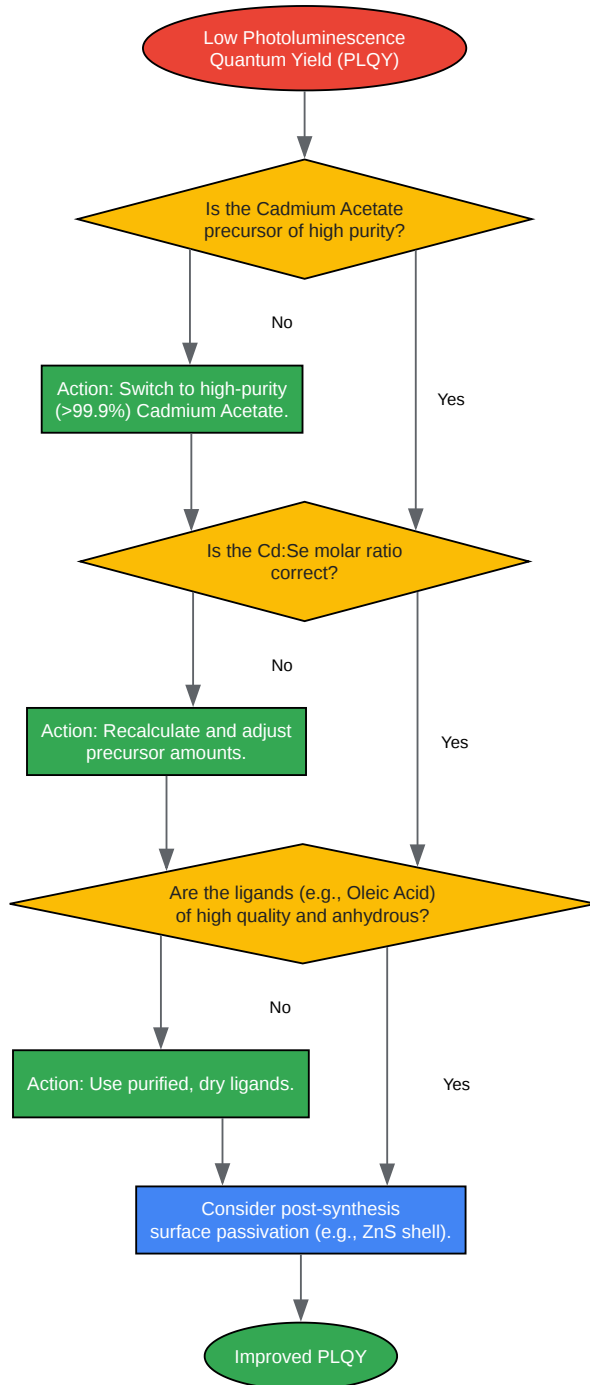 Low Photoluminescence
Quantum Yield (PLQY)
Is the Cadmium Acetate
precursor of high purity?
No
Action: Switch to high-purity
(>99.9%) Cadmium Acetate.
Yes
Is the Cd:Se molar ratio
correct?
No
Action: Recalculate and adjust
precursor amounts.
Yes
Are the ligands (e.g., Oleic Acid)
of high quality and anhydrous?
No
Action: Use purified, dry ligands.
Yes
Consider post-synthesis
surface passivation (e.g., ZnS shell).
Improved PLQY